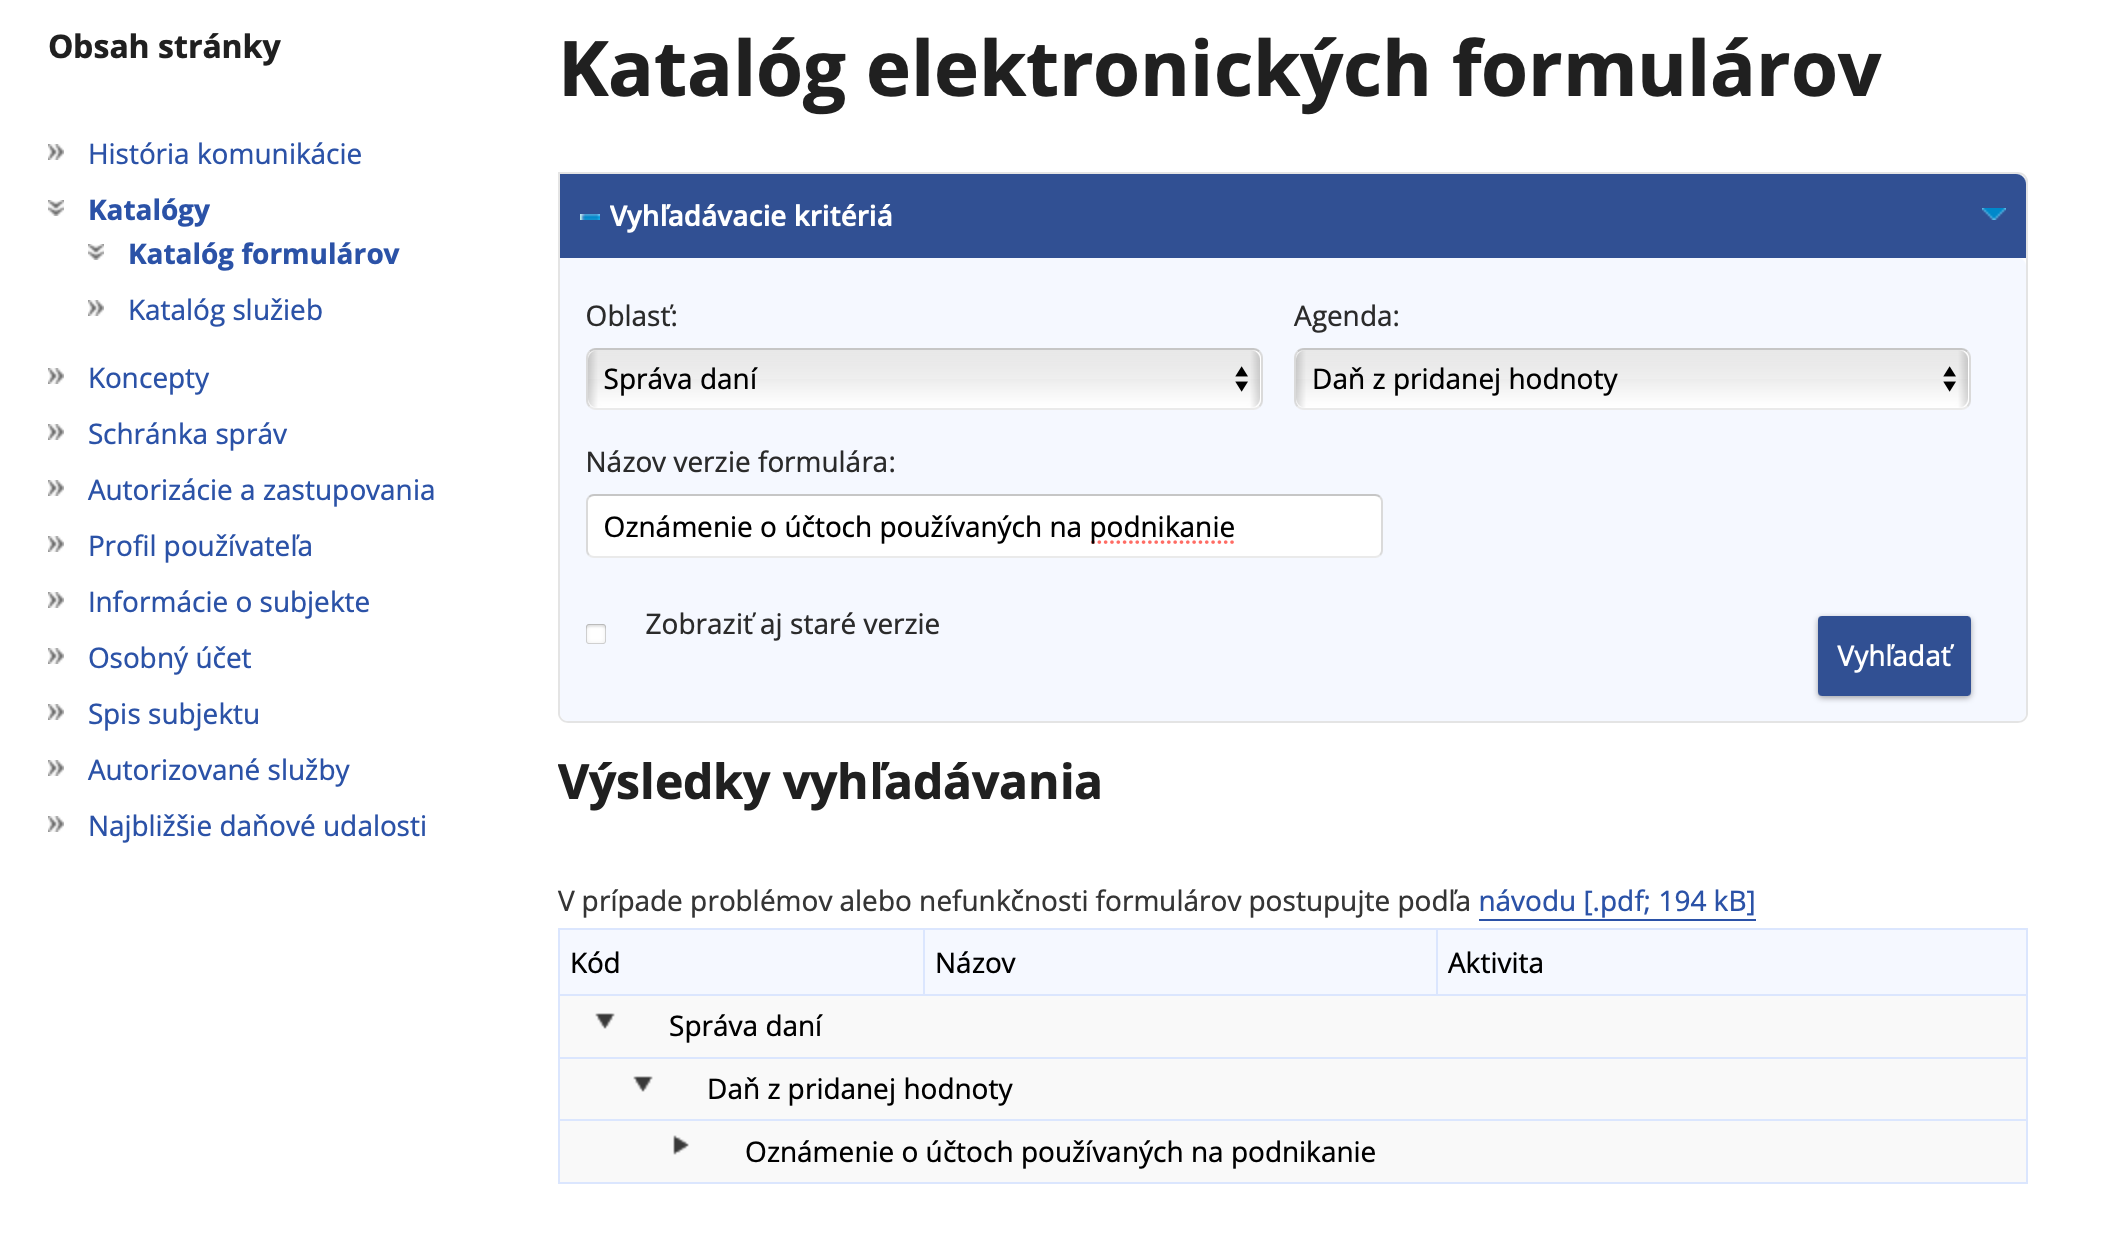 Obsah stránky
História komunikácie
Katalógy
Katalóg formulárov
Katalóg služieb
Koncepty
Schránka správ
Autorizácie a zastupovania
Profil používateľa
Informácie o subjekte
Osobný účet
Spis subjektu
Autorizované služby
Najbližšie daňové udalosti
Katalóg elektronických formulárov
Vyhľadávacie kritériá
Oblasť: Agenda:
Správa daní Daň z pridanej hodnoty
Názov verzie formulára:
Oznámenie o účtoch používaných na podnikanie
Zobraziť aj staré verzie
Vyhľadať
Výsledky vyhľadávania
V prípade problémov alebo nefunkčnosti formulárov postupujte podľa návodu [.pdf; 194 kB]
Kód Názov Aktivita
Správa daní
Daň z pridanej hodnoty
Oznámenie o účtoch používaných na podnikanie